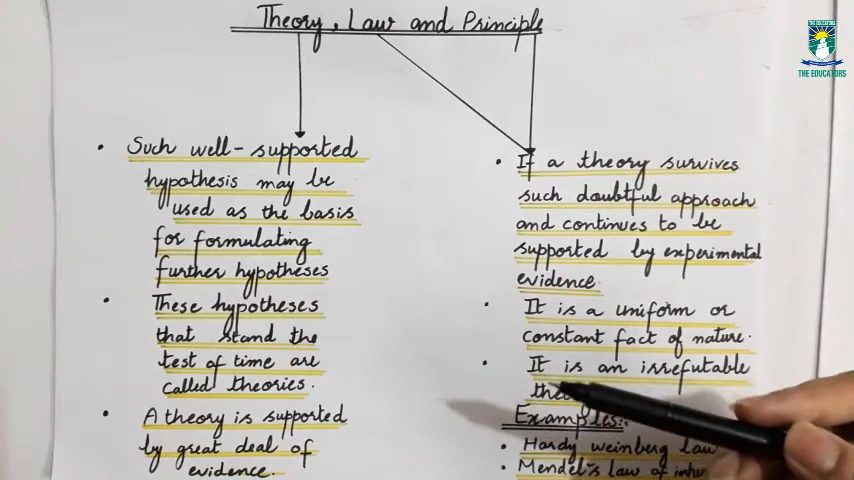 Theory, Law and Principle
THE EDUCATORS
• Such well-supported
hypothesis may be
used as the basis
for formulating
further hypotheses
• These hypotheses
that stand the
test of time are
called theories.
• A theory is supported
by great deal of
evidence.
• If a theory survives
such doubtful approach
and continues to be
supported by experimental
evidence.
• It is a uniform or
constant fact of nature.
• It is an irrefutable
Examples:
• Hardy weinberg law
• Mendel's law of